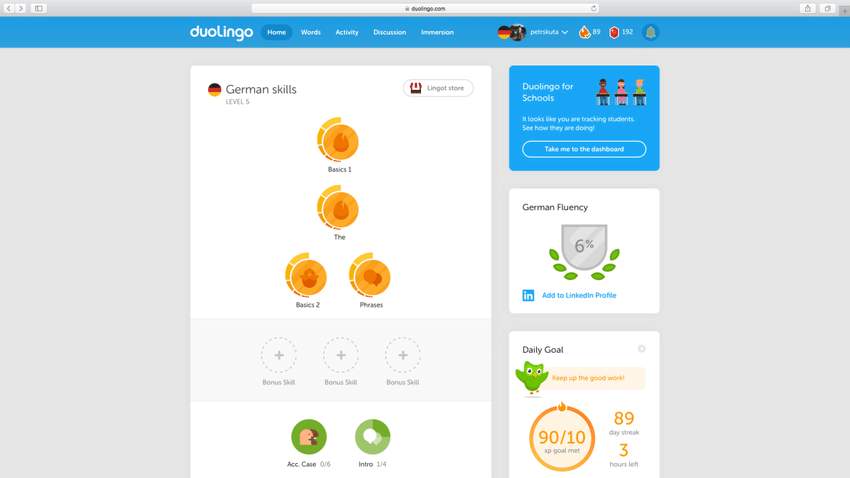 duolingo.com
duolingo
Home
Words
Activity
Discussion
Immersion
petrskuta
89
192
German skills
LEVEL 5
Lingot store
Basics 1
The
Basics 2
Phrases
Bonus Skill
Bonus Skill
Bonus Skill
Acc. Case 0/6
Intro 1/4
Duolingo for
Schools
It looks like you are tracking students.
See how they are doing!
Take me to the dashboard
German Fluency
6%
in
Add to LinkedIn Profile
Daily Goal
Keep up the good work!
90/10
xp goal met
89
day streak
3
hours left